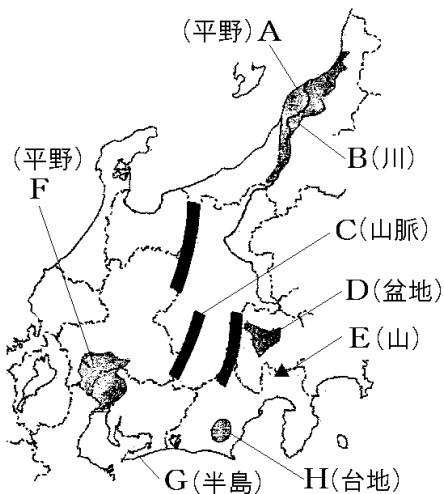 (平野)A
B(川)
(平野)
F
C(山脈)
D(盆地)
E(山)
G(半島)
H(台地)